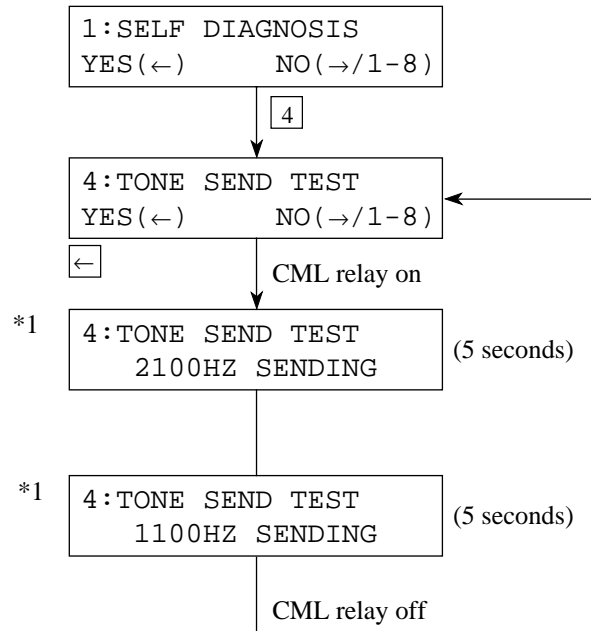 1:SELF DIAGNOSIS
YES(←) NO(→/1-8)
4
4:TONE SEND TEST
YES(←) NO(→/1-8)
←
CML relay on
*1
4:TONE SEND TEST
2100HZ SENDING
(5 seconds)
*1
4:TONE SEND TEST
1100HZ SENDING
(5 seconds)
CML relay off